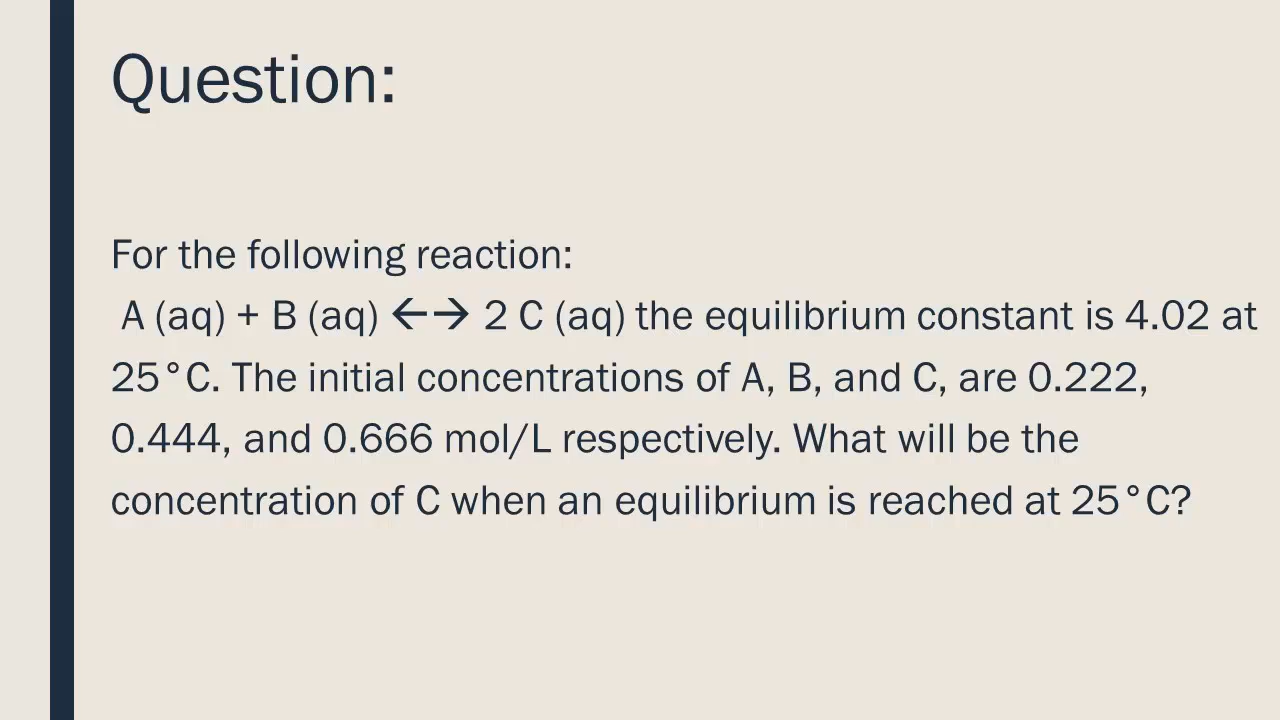 Question:
For the following reaction:
A (aq) + B (aq) ←→ 2 C (aq) the equilibrium constant is 4.02 at
25°C. The initial concentrations of A, B, and C, are 0.222,
0.444, and 0.666 mol/L respectively. What will be the
concentration of C when an equilibrium is reached at 25°C?